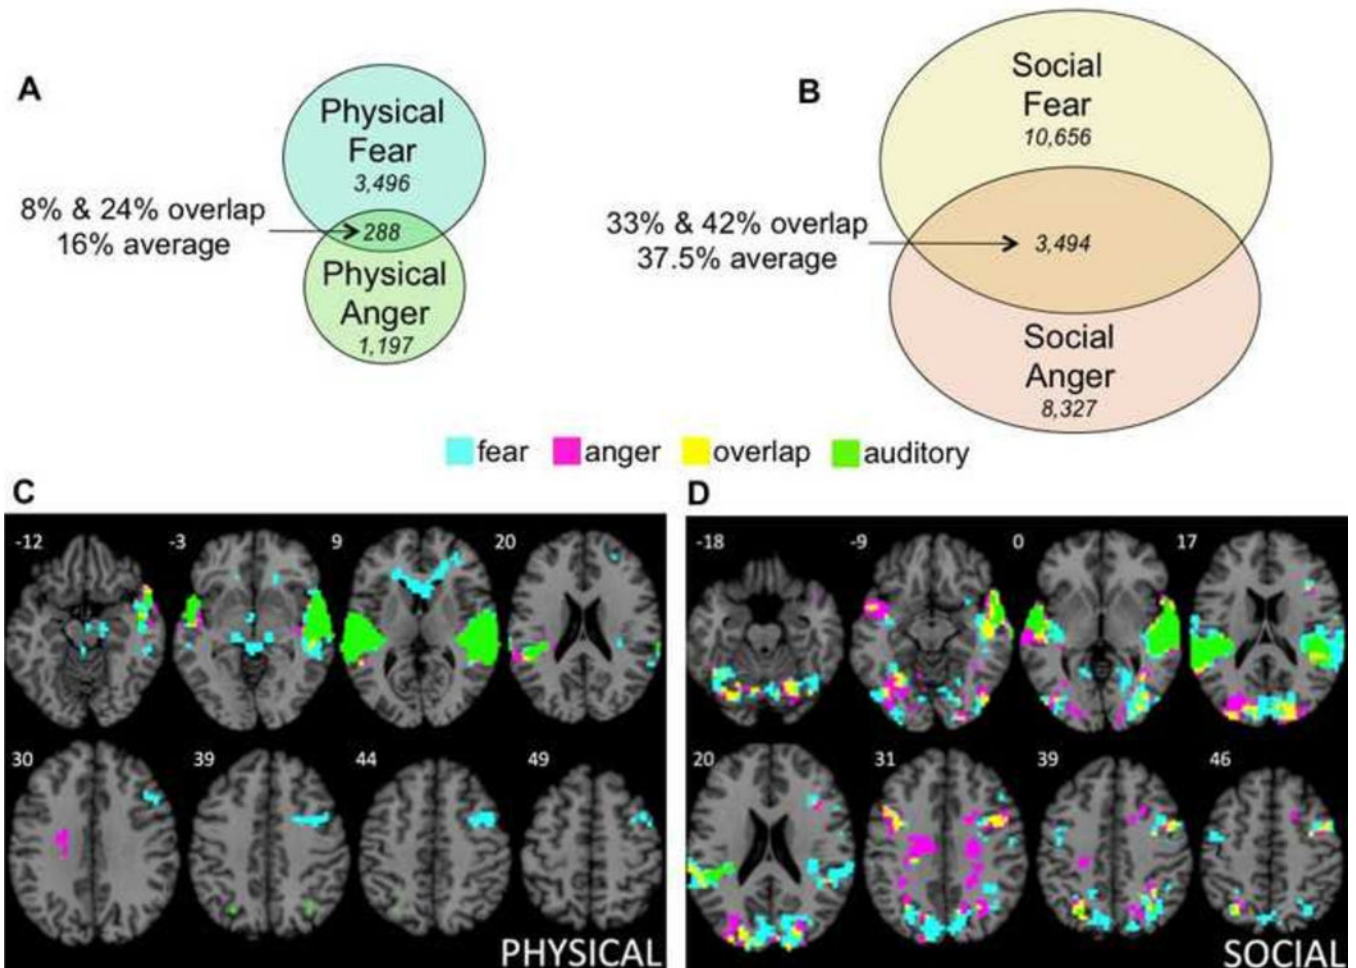 A
Physical
Fear
3,496
8% & 24% overlap
16% average
288
Physical
Anger
1,197
B
Social
Fear
10,656
33% & 42% overlap
37.5% average
3,494
Social
Anger
8,327
fear anger overlap auditory
C
-12 -3 9 20
30 39 44 49
PHYSICAL
D
-18 -9 0 17
20 31 39 46
SOCIAL